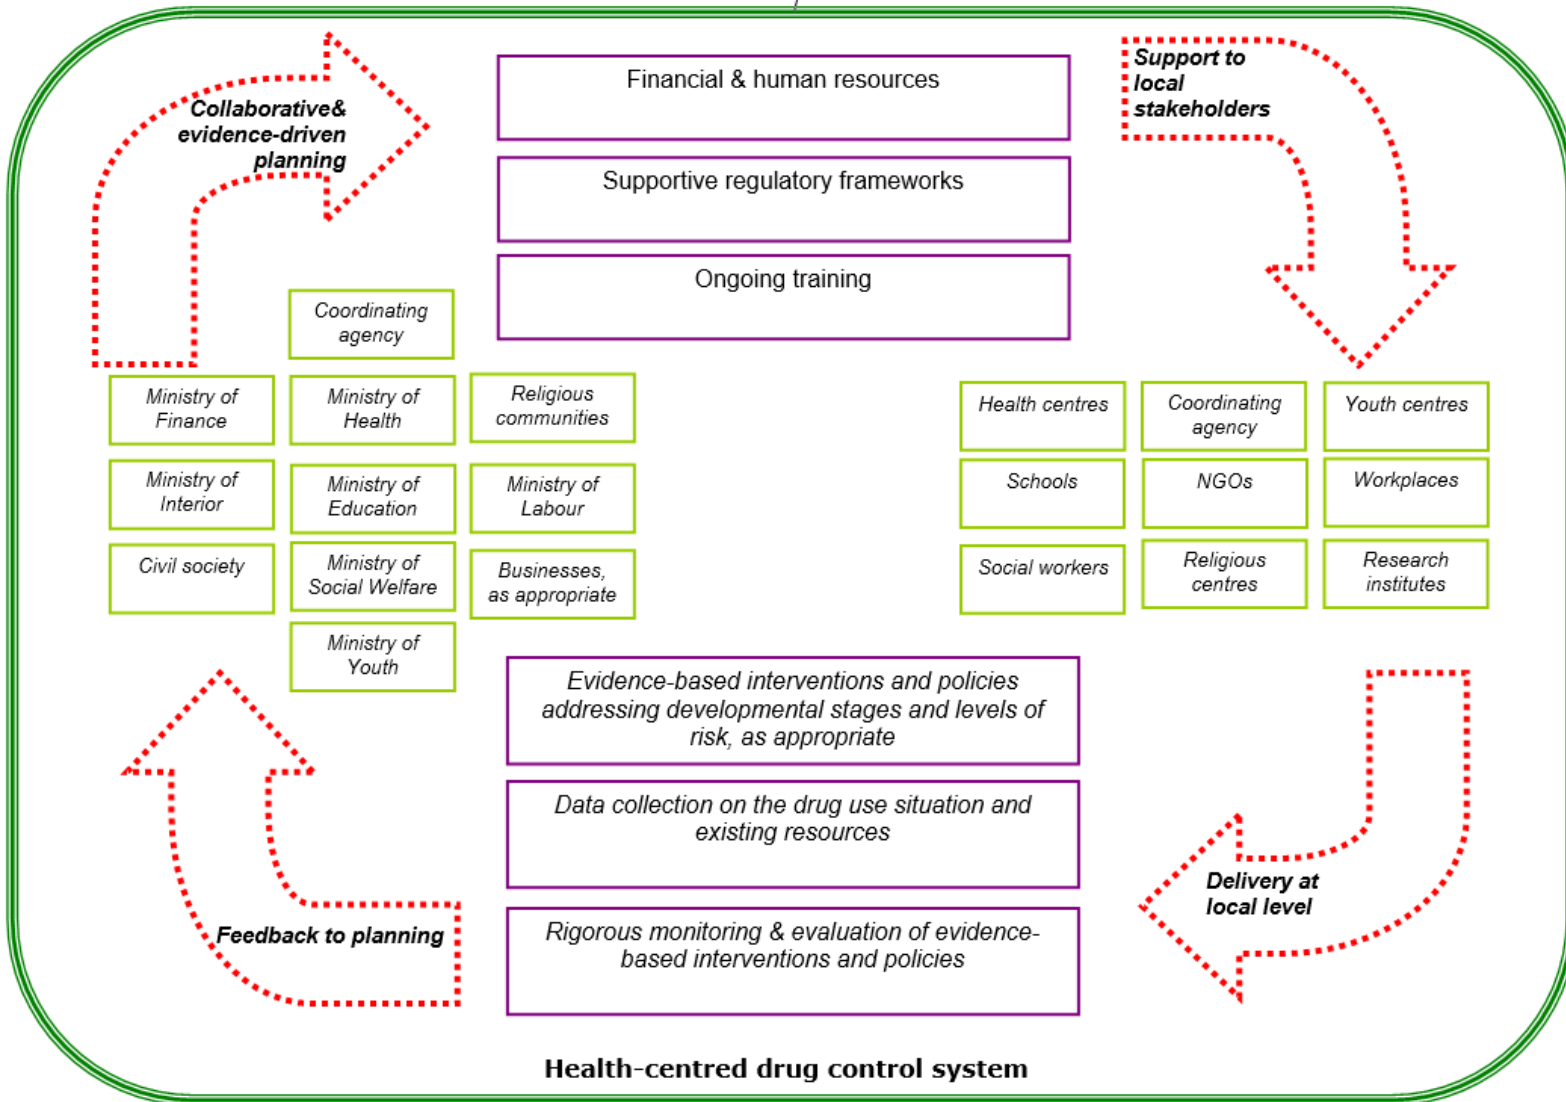 Collaborative&
evidence-driven
planning
Financial & human resources
Supportive regulatory frameworks
Ongoing training
Support to
local
stakeholders
Coordinating
agency
Ministry of
Finance
Ministry of
Health
Religious
communities
Ministry of
Interior
Ministry of
Education
Ministry of
Labour
Civil society
Ministry of
Social Welfare
Businesses,
as appropriate
Ministry of
Youth
Health centres
Coordinating
agency
Youth centres
Schools
NGOs
Workplaces
Social workers
Religious
centres
Research
institutes
Evidence-based interventions and policies
addressing developmental stages and levels of
risk, as appropriate
Data collection on the drug use situation and
existing resources
Rigorous monitoring & evaluation of evidence-
based interventions and policies
Delivery at
local level
Feedback to planning
Health-centred drug control system